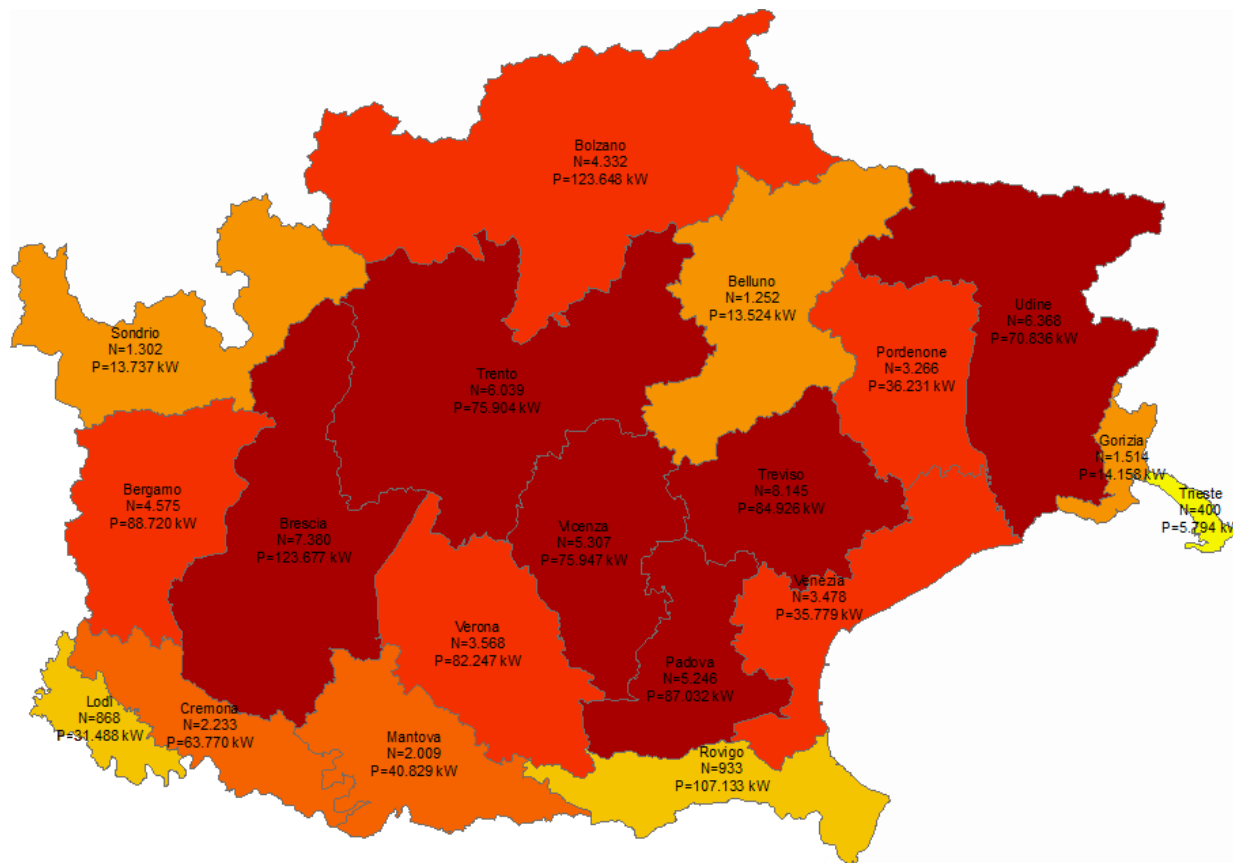 Bolzano
N=4.332
P=123.648 kW
Belluno
N=1.252
P=13.524 kW
Udine
N=6.368
P=70.836 kW
Sondrio
N=1.302
P=13.737 kW
Trento
N=6.039
P=75.904 kW
Pordenone
N=3.266
P=36.231 kW
Gorizia
N=1.514
P=14.158 kW
Trieste
N=400
P=5.794 kW
Bergamo
N=4.575
P=88.720 kW
Brescia
N=7.380
P=123.677 kW
Vicenza
N=5.307
P=75.947 kW
Treviso
N=8.145
P=84.926 kW
Venezia
N=3.478
P=35.779 kW
Verona
N=3.568
P=82.247 kW
Padova
N=5.246
P=87.032 kW
Lodi
N=868
P=31.488 kW
Cremona
N=2.233
P=63.770 kW
Mantova
N=2.009
P=40.829 kW
Rovigo
N=933
P=107.133 kW